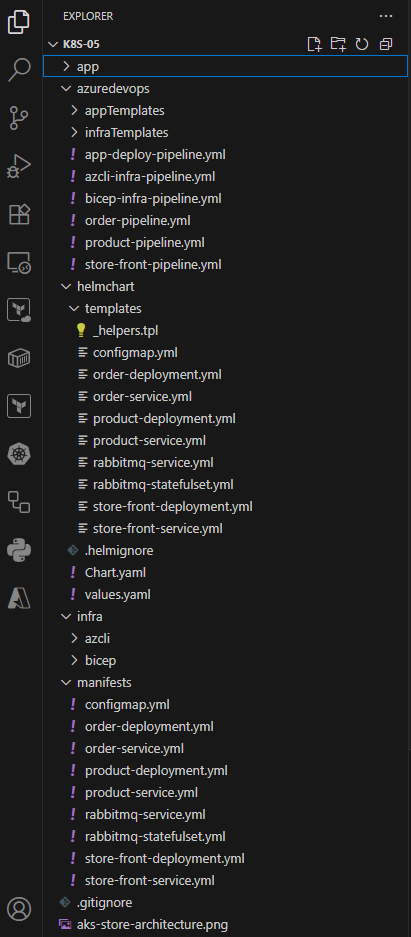 EXPLORER
K8S-05
app
azuredevops
appTemplates
infraTemplates
app-deploy-pipeline.yml
azcli-infra-pipeline.yml
bicep-infra-pipeline.yml
order-pipeline.yml
product-pipeline.yml
store-front-pipeline.yml
helmchart
templates
_helpers.tpl
configmap.yml
order-deployment.yml
order-service.yml
product-deployment.yml
product-service.yml
rabbitmq-service.yml
rabbitmq-statefulset.yml
store-front-deployment.yml
store-front-service.yml
.helmignore
Chart.yaml
values.yaml
infra
azcli
bicep
manifests
configmap.yml
order-deployment.yml
order-service.yml
product-deployment.yml
product-service.yml
rabbitmq-service.yml
rabbitmq-statefulset.yml
store-front-deployment.yml
store-front-service.yml
.gitignore
aks-store-architecture.png